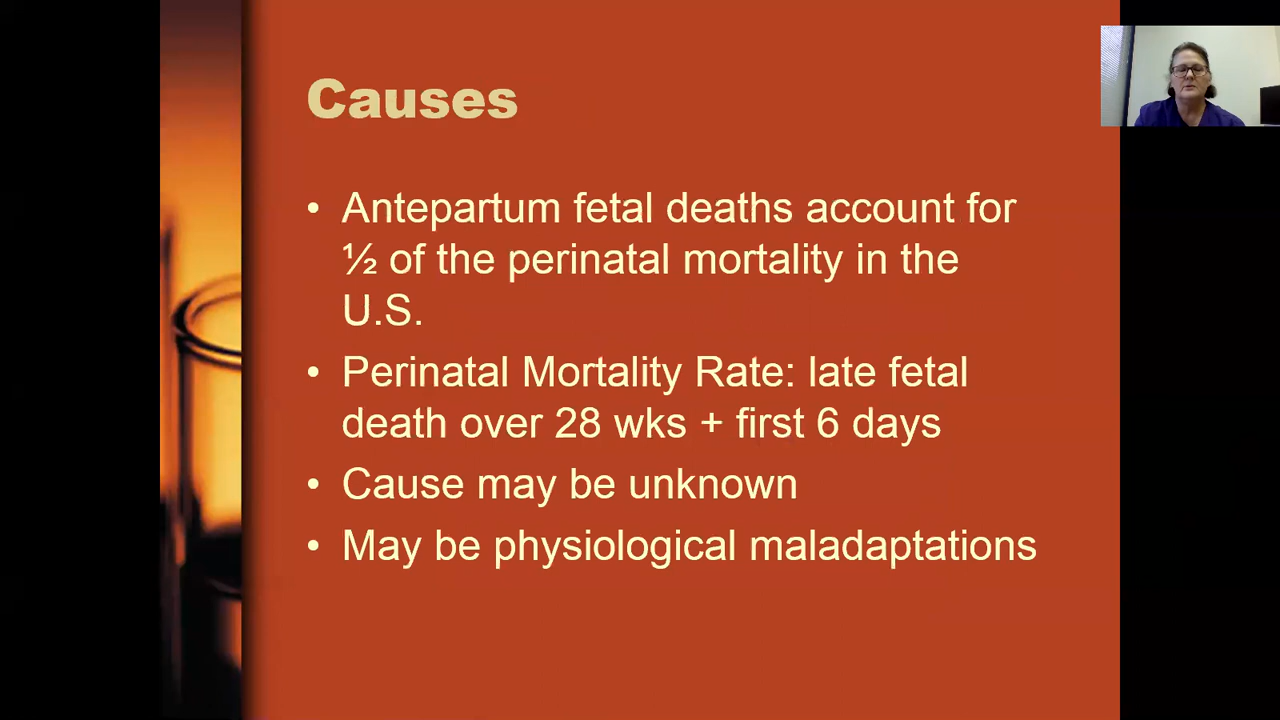 Causes
• Antepartum fetal deaths account for
½ of the perinatal mortality in the
U.S.
• Perinatal Mortality Rate: late fetal
death over 28 wks + first 6 days
• Cause may be unknown
• May be physiological maladaptations